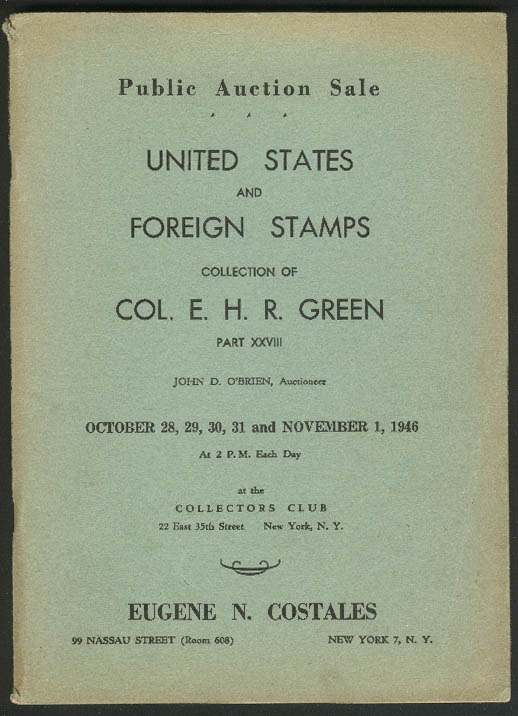 Public Auction Sale
UNITED STATES
AND
FOREIGN STAMPS
COLLECTION OF
COL. E. H. R. GREEN
PART XXVIII
JOHN D. O'BRIEN, Auctioneer
OCTOBER 28, 29, 30, 31 and NOVEMBER 1, 1946
At 2 P. M. Each Day
at the
COLLECTORS CLUB
22 East 35th Street New York, N. Y.
EUGENE N. COSTALES
99 NASSAU STREET (Room 608) NEW YORK 7, N. Y.